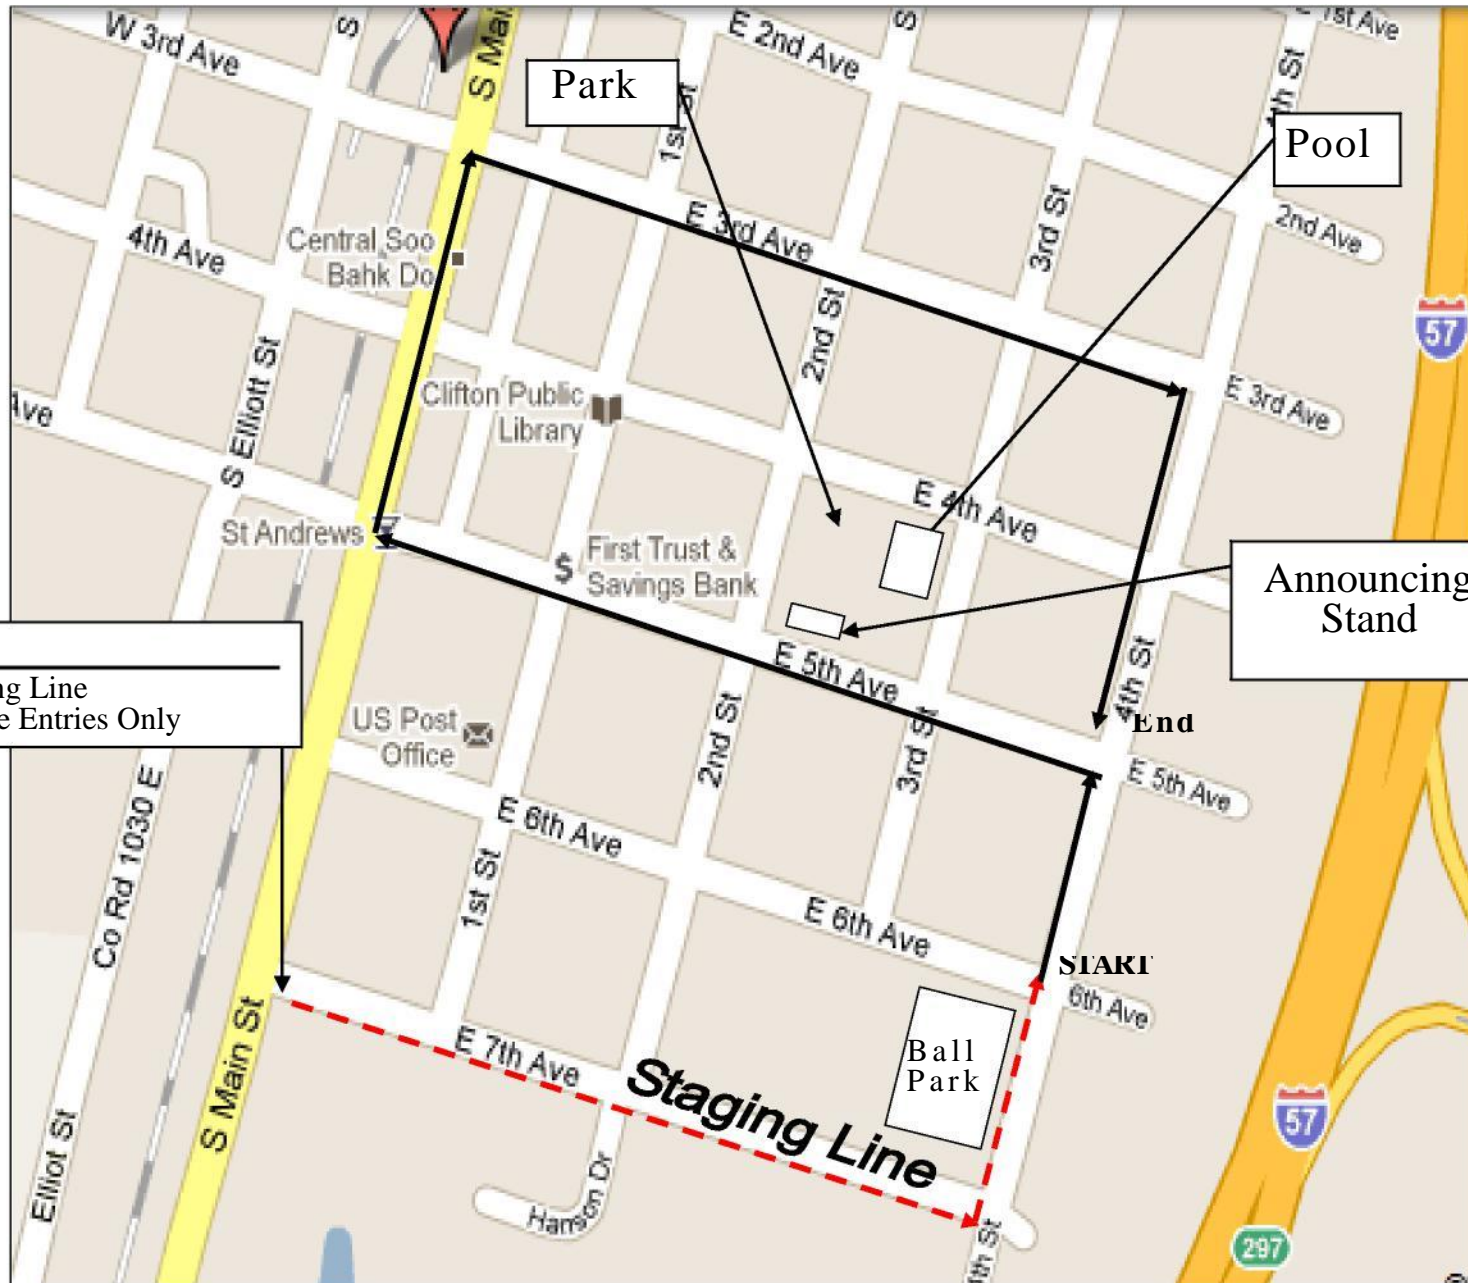 W 3rd Ave
S
S Mai
E 2nd Ave
S
1st Ave
4th St
Park
1st St
Pool
3rd St
2nd Ave
E 3rd Ave
4th Ave
Central Soo
Bahk Do
2nd St
57
E 3rd Ave
Ave
S Elliott St
Clifton Public
Library
E 4th Ave
St Andrews
First Trust &
Savings Bank
$
Announcing
Stand
E 5th Ave
4th St
End
ng Line
e Entries Only
US Post
Office
2nd St
3rd St
E 5th Ave
Co Rd 1030 E
E 6th Ave
1st St
E 6th Ave
START
6th Ave
S Main St
E 7th Ave
Ball
Park
Staging Line
57
Elliot St
Hanson Dr
4th St
297